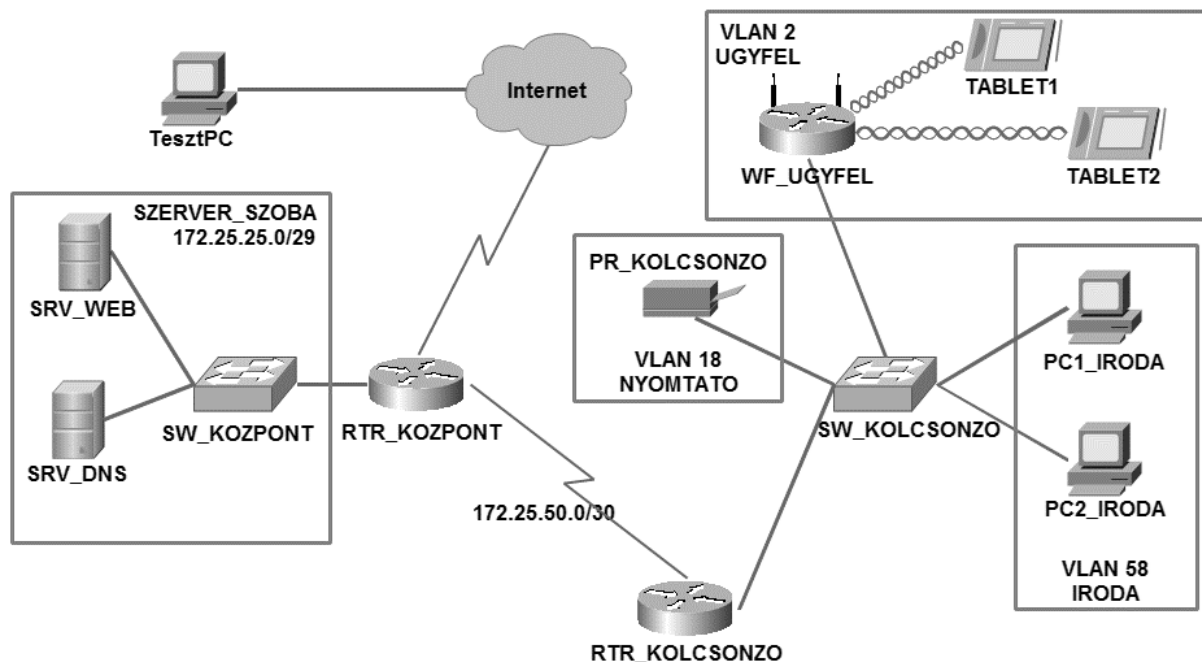 VLAN 2
UGYFEL
TABLET1
TABLET2
WF_UGYFEL
Internet
TesztPC
SZERVER_SZOBA
172.25.25.0/29
SRV_WEB
SRV_DNS
SW_KOZPONT
RTR_KOZPONT
172.25.50.0/30
RTR_KOLCSONZO
PR_KOLCSONZO
VLAN 18
NYOMTATO
SW_KOLCSONZO
PC1_IRODA
PC2_IRODA
VLAN 58
IRODA